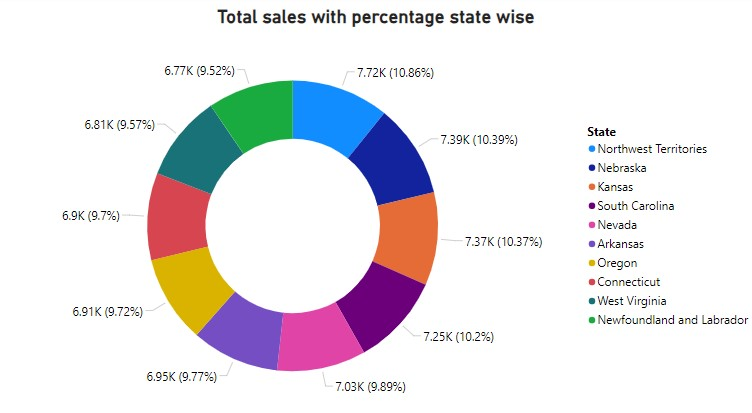 Total sales with percentage state wise
7.72K (10.86%)
7.39K (10.39%)
7.37K (10.37%)
7.25K (10.2%)
7.03K (9.89%)
6.95K (9.77%)
6.91K (9.72%)
6.9K (9.7%)
6.81K (9.57%)
6.77K (9.52%)
State
Northwest Territories
Nebraska
Kansas
South Carolina
Nevada
Arkansas
Oregon
Connecticut
West Virginia
Newfoundland and Labrador